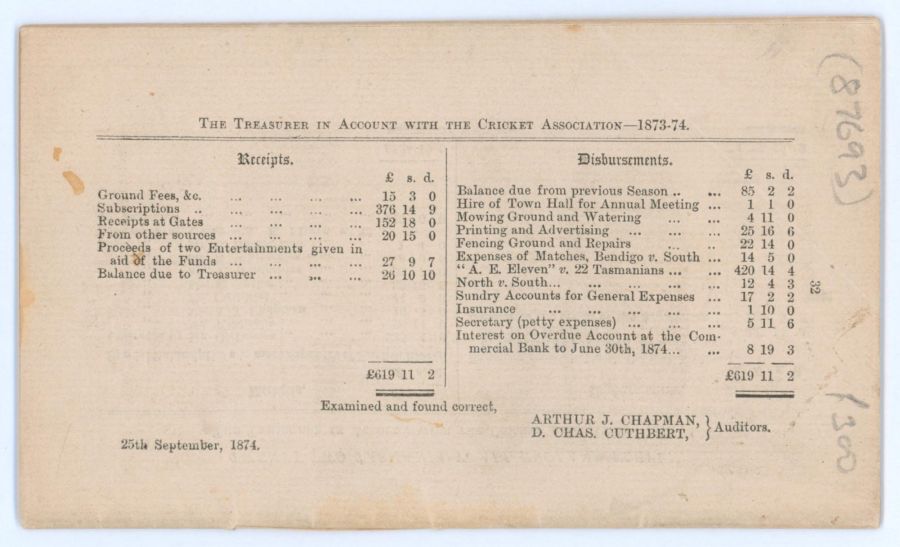 THE TREASURER IN ACCOUNT WITH THE CRICKET ASSOCIATION—1873-74.
Receipts.
£ s. d.
Ground Fees, &c. ... ... ... ... 15 3 0
Subscriptions .. ... ... ... ... 376 14 9
Receipts at Gates ... ... ... ... 152 18 0
From other sources ... ... ... ... 20 15 0
Proceeds of two Entertainments given in
aid of the Funds ... ... ... ... 27 9 7
Balance due to Treasurer ... ... ... ... 26 10 10
£619 11 2
Disbursements.
£ s. d.
Balance due from previous Season .. ... 85 2 2
Hire of Town Hall for Annual Meeting ... 1 1 0
Mowing Ground and Watering ... ... 4 11 0
Printing and Advertising ... ... ... 25 16 6
Fencing Ground and Repairs ... .. 22 14 0
Expenses of Matches, Bendigo v. South ... 14 5 0
"A. E. Eleven" v. 22 Tasmanians ... ... 420 14 4
North v. South... ... ... ... ... 12 4 3
Sundry Accounts for General Expenses ... 17 2 2
Insurance ... ... ... ... ... 1 10 0
Secretary (petty expenses) ... ... ... 5 11 6
Interest on Overdue Account at the Com-
mercial Bank to June 30th, 1874... ... 8 19 3
£619 11 2
Examined and found correct,
ARTHUR J. CHAPMAN, } Auditors.
D. CHAS. CUTHBERT, }
25th September, 1874.
32
(87693)